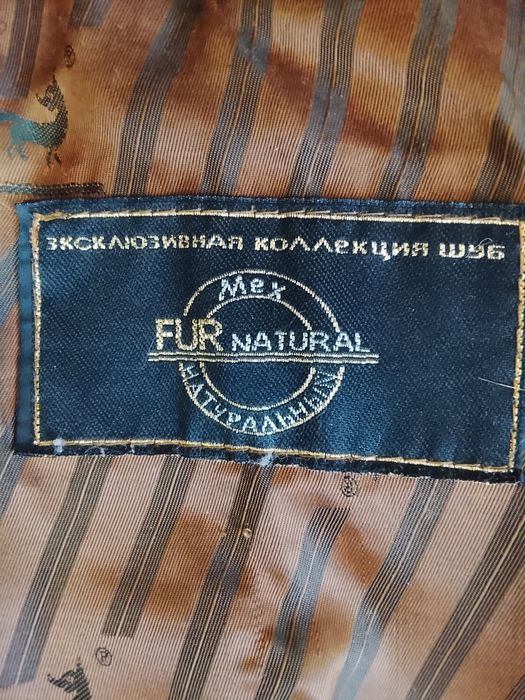 ЭКСКЛЮЗИВНАЯ КОЛЛЕКЦИЯ ШУБ
Мех
FUR NATURAL
НАТУРАЛЬНЫЙ
®
®